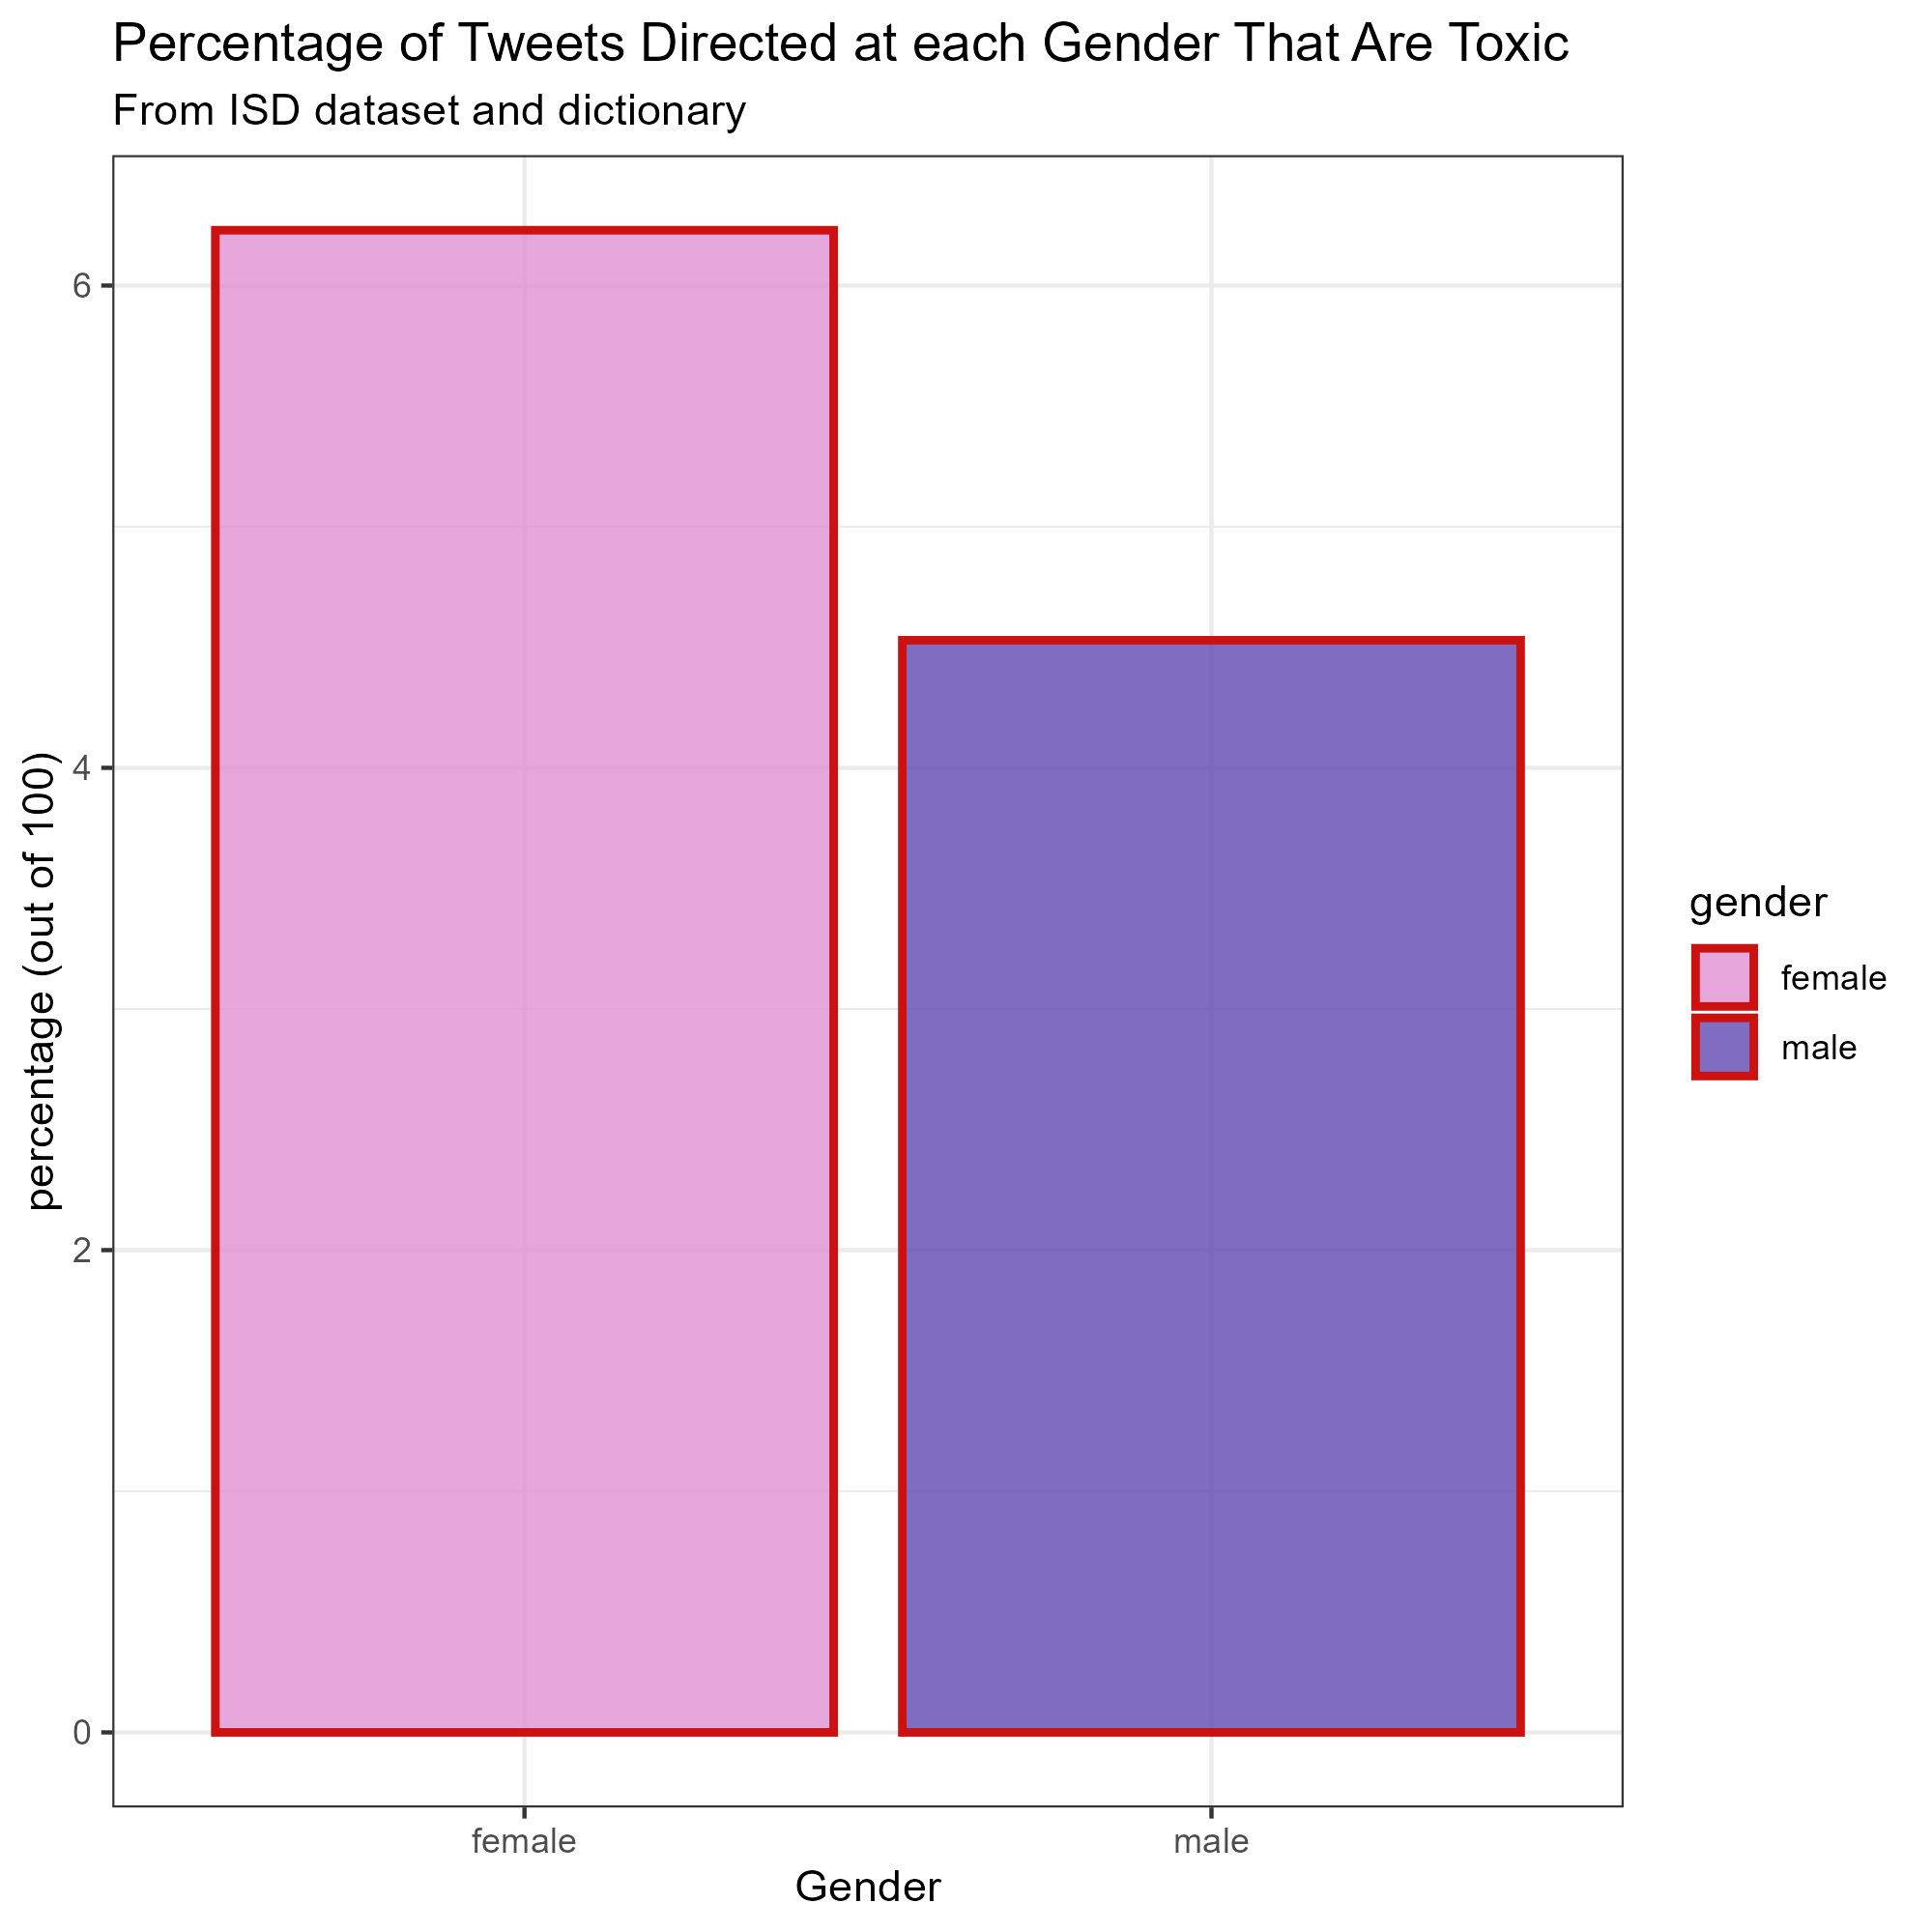 Percentage of Tweets Directed at each Gender That Are Toxic
From ISD dataset and dictionary
percentage (out of 100)
6
4
2
0
female
male
Gender
gender
female
male